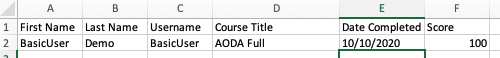 A B C D E F
1 First Name Last Name Username Course Title Date Completed Score
2 BasicUser Demo BasicUser AODA Full 10/10/2020 100